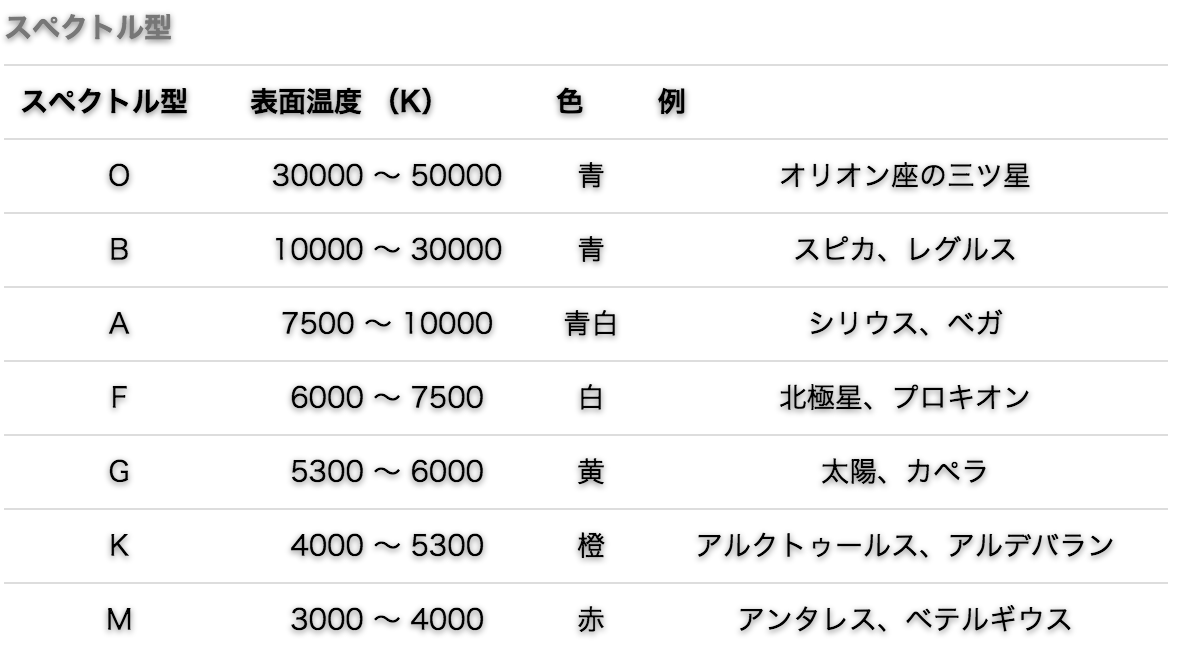 スペクトル型
スペクトル型 表面温度 （K） 色 例
O 30000 〜 50000 青 オリオン座の三ツ星
B 10000 〜 30000 青 スピカ、レグルス
A 7500 〜 10000 青白 シリウス、ベガ
F 6000 〜 7500 白 北極星、プロキオン
G 5300 〜 6000 黄 太陽、カペラ
K 4000 〜 5300 橙 アルクトゥールス、アルデバラン
M 3000 〜 4000 赤 アンタレス、ベテルギウス